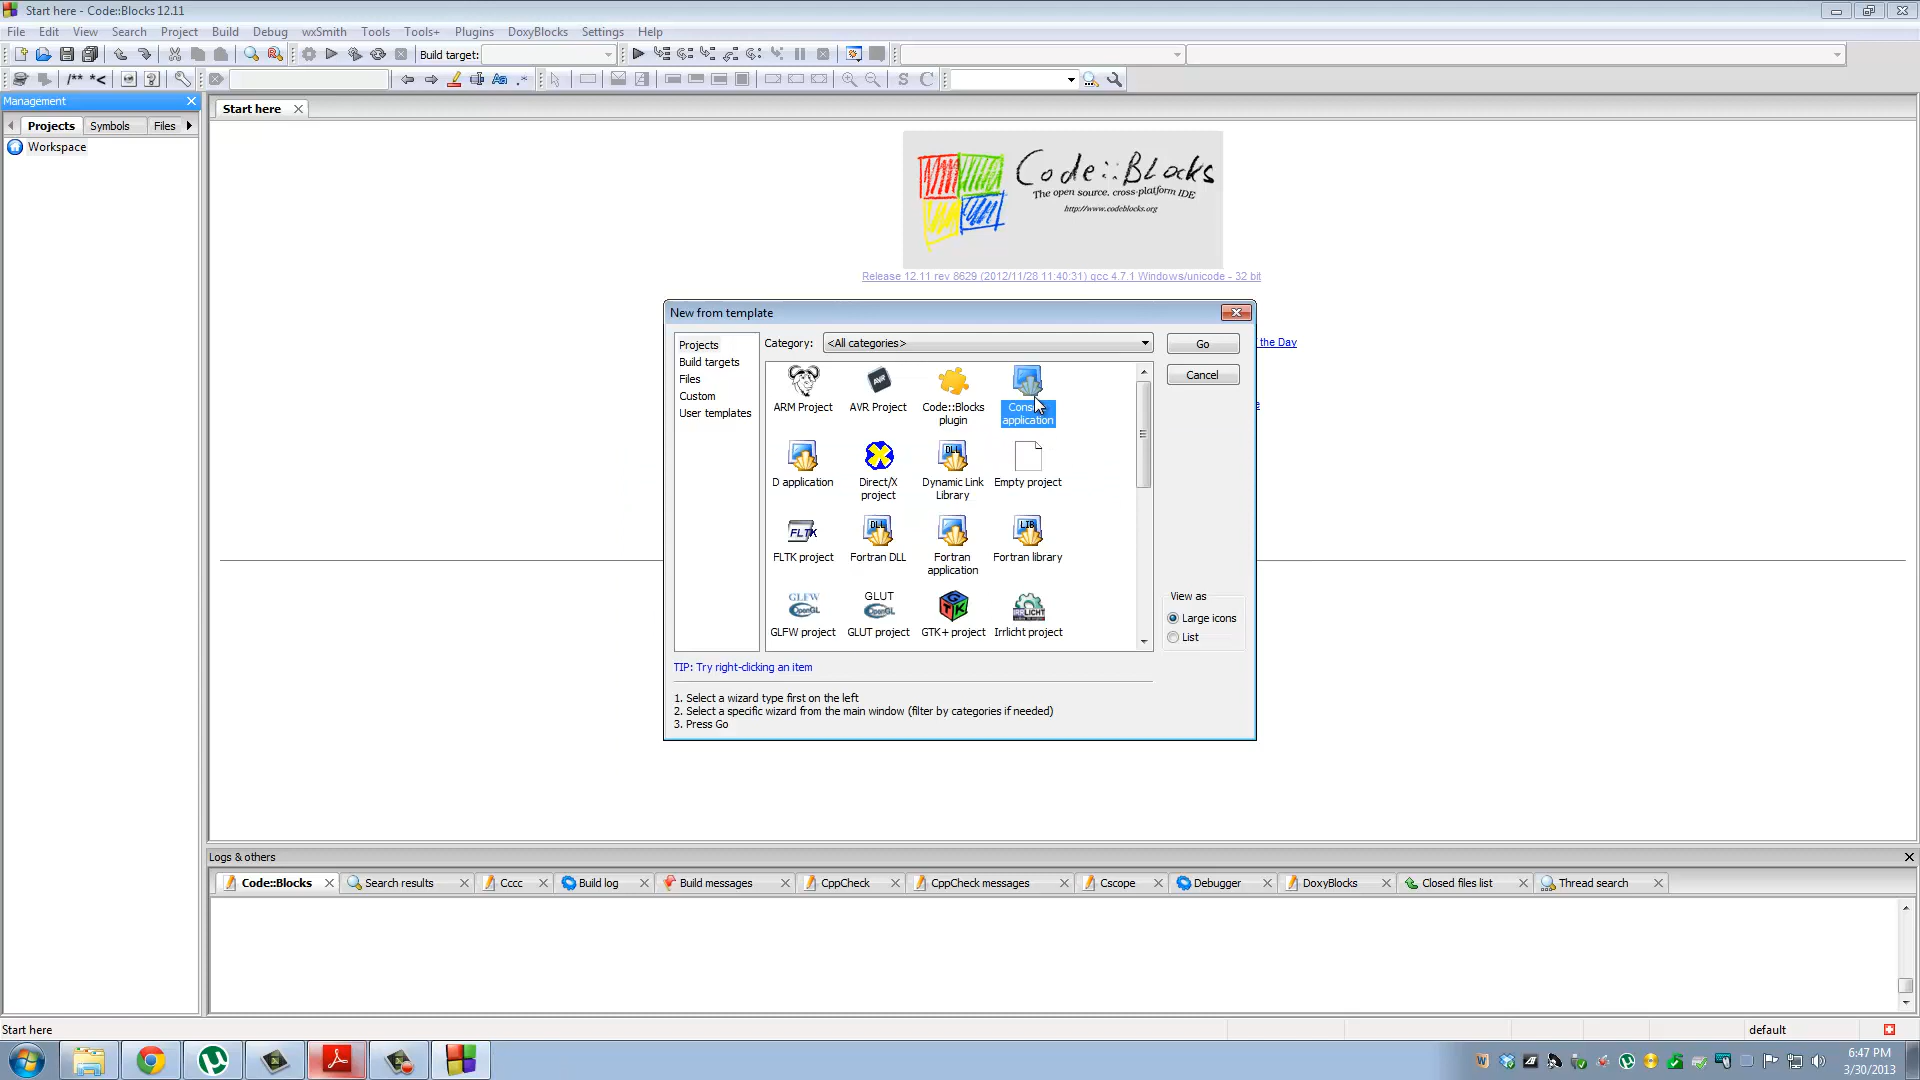 Start here - Code::Blocks 12.11
File Edit View Search Project Build Debug wxSmith Tools Tools+ Plugins DoxyBlocks Settings Help
Build target:
/** *<
Management
Start here
Projects Symbols Files
Workspace
Code::Blocks
The open source, cross-platform IDE
http://www.codeblocks.org
Release 12.11 rev 8629 (2012/11/28 11:40:31) gcc 4.7.1 Windows/unicode - 32 bit
the Day
New from template
Projects
Build targets
Files
Custom
User templates
Category: <All categories>
Go
Cancel
ARM Project AVR Project Code::Blocks plugin
application
D application Direct/X project Dynamic Link Library Empty project
FLTK project Fortran DLL Fortran application Fortran library
GLFW project GLUT project GTK+ project Irrlicht project
View as
Large icons
List
TIP: Try right-clicking an item
1. Select a wizard type first on the left
2. Select a specific wizard from the main window (filter by categories if needed)
3. Press Go
Logs & others
Code::Blocks Search results Cccc Build log Build messages CppCheck CppCheck messages Cscope Debugger DoxyBlocks Closed files list Thread search
Start here
default
6:47 PM
3/30/2013